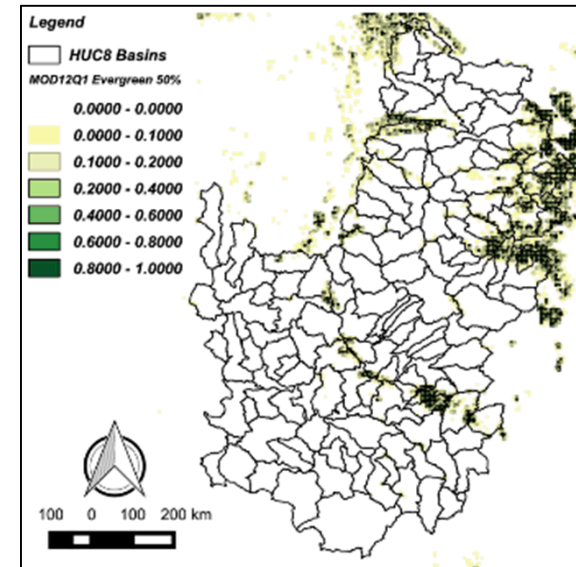 Legend
HUC8 Basins
MOD12Q1 Evergreen 50%
0.0000 - 0.0000
0.0000 - 0.1000
0.1000 - 0.2000
0.2000 - 0.4000
0.4000 - 0.6000
0.6000 - 0.8000
0.8000 - 1.0000
100 0 100 200 km